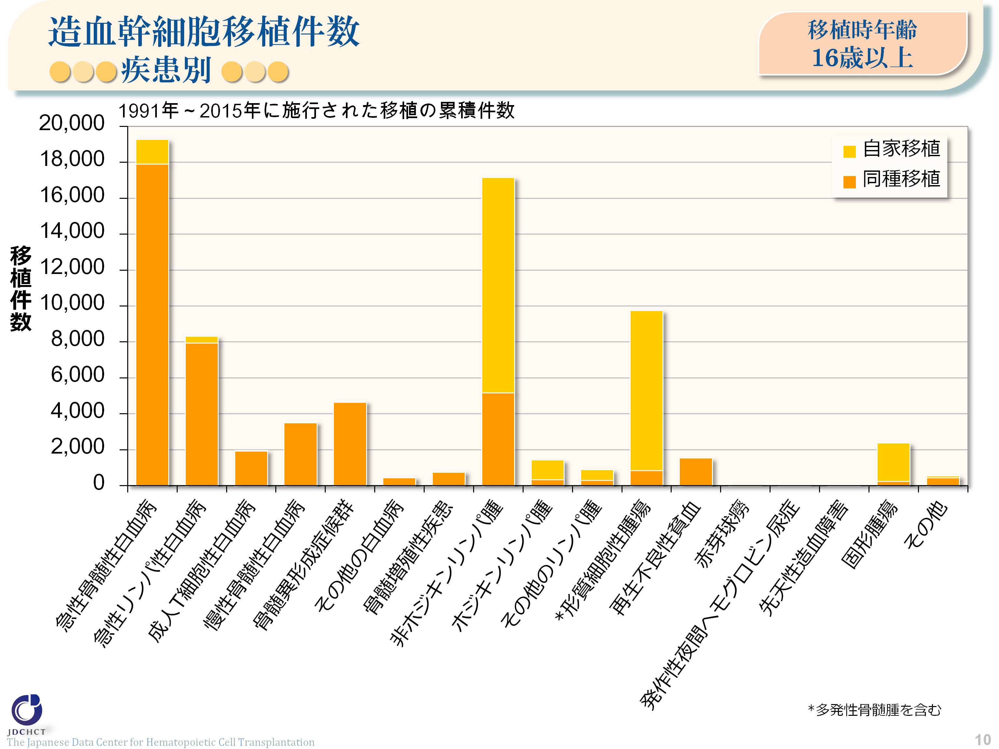 造血幹細胞移植件数
疾患別
移植時年齢
16歳以上
1991年～2015年に施行された移植の累積件数
移植件数
20,000
18,000
16,000
14,000
12,000
10,000
8,000
6,000
4,000
2,000
0
自家移植
同種移植
急性骨髄性白血病
急性リンパ性白血病
成人T細胞性白血病
慢性骨髄性白血病
骨髄異形成症候群
その他の白血病
骨髄増殖性疾患
非ホジキンリンパ腫
ホジキンリンパ腫
その他のリンパ腫
*形質細胞性腫瘍
再生不良性貧血
赤芽球癆
発作性夜間ヘモグロビン尿症
先天性造血障害
固形腫瘍
その他
*多発性骨髄腫を含む
JDCHCT
The Japanese Data Center for Hematopoietic Cell Transplantation
10